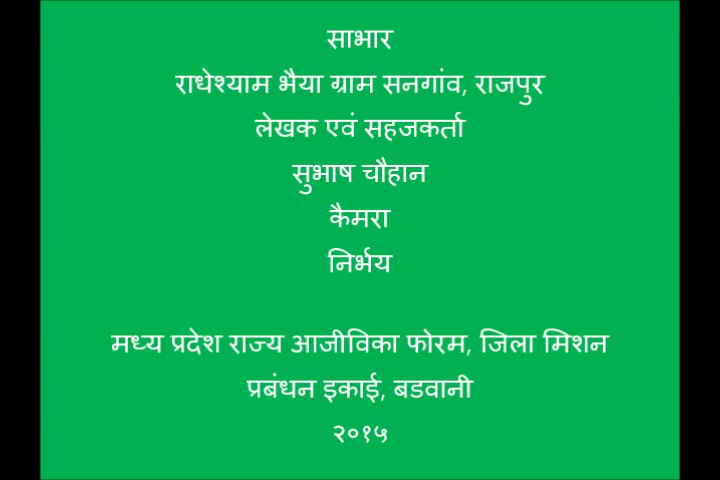 साभार
राधेश्याम भैया ग्राम सनगांव, राजपुर
लेखक एवं सहजकर्ता
सुभाष चौहान
कैमरा
निर्भय
मध्य प्रदेश राज्य आजीविका फोरम, जिला मिशन
प्रबंधन इकाई, बडवानी
२०१५